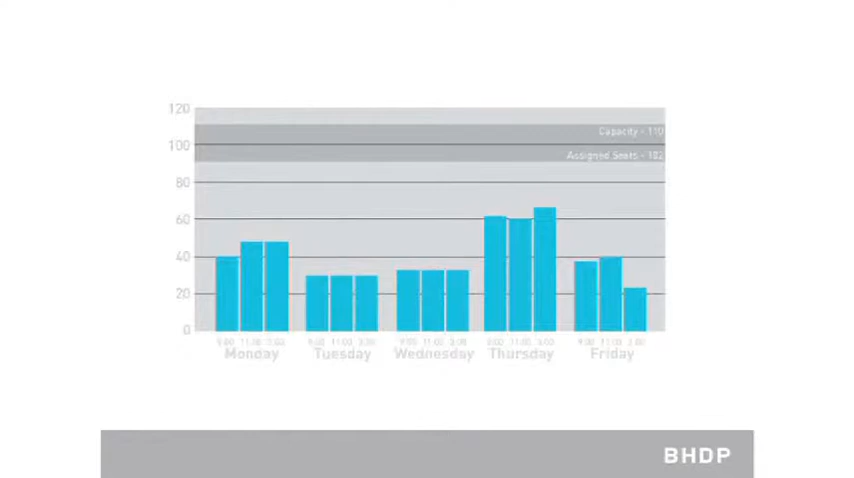 120
Capacity - 110
100
Assigned Seats - 102
80
60
40
20
0
9:00 11:00 3:00 9:00 11:00 3:00 9:00 11:00 3:00 9:00 11:00 3:00 9:00 11:00 3:00
Monday Tuesday Wednesday Thursday Friday
BHDP